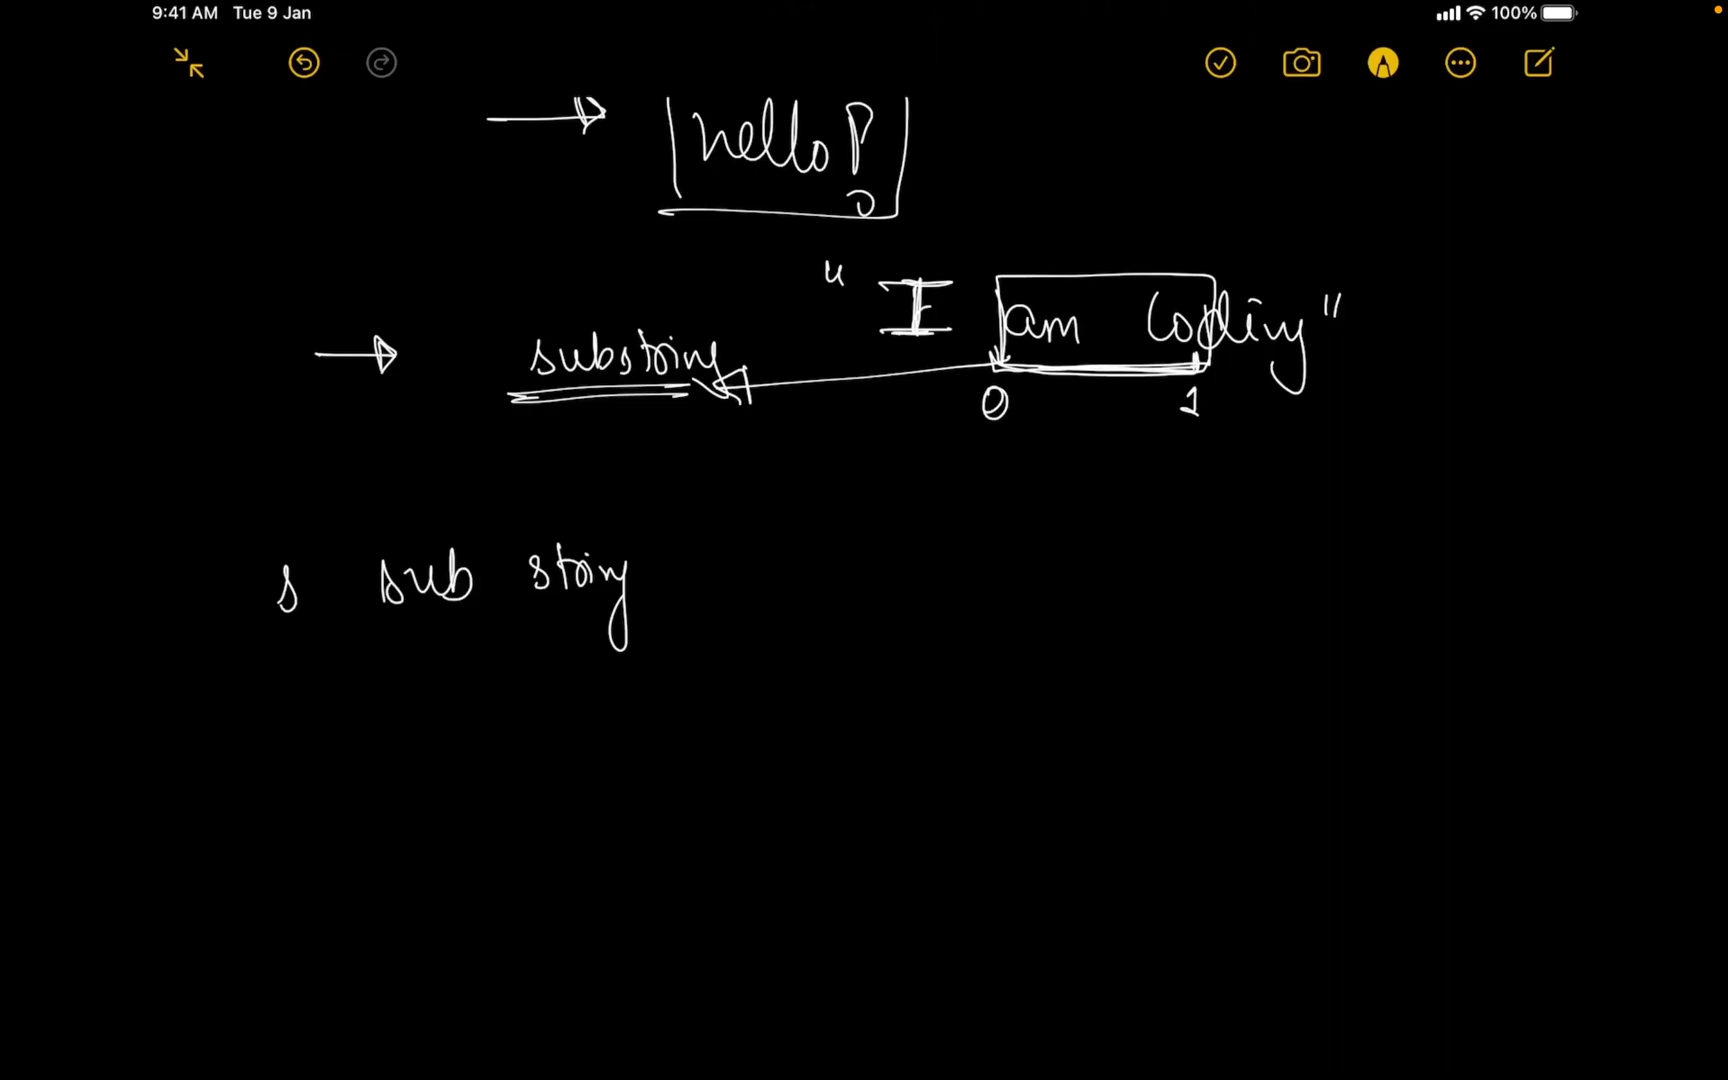 9:41 AM Tue 9 Jan 100%
hello
" I am Coding "
substring
0 1
s sub string